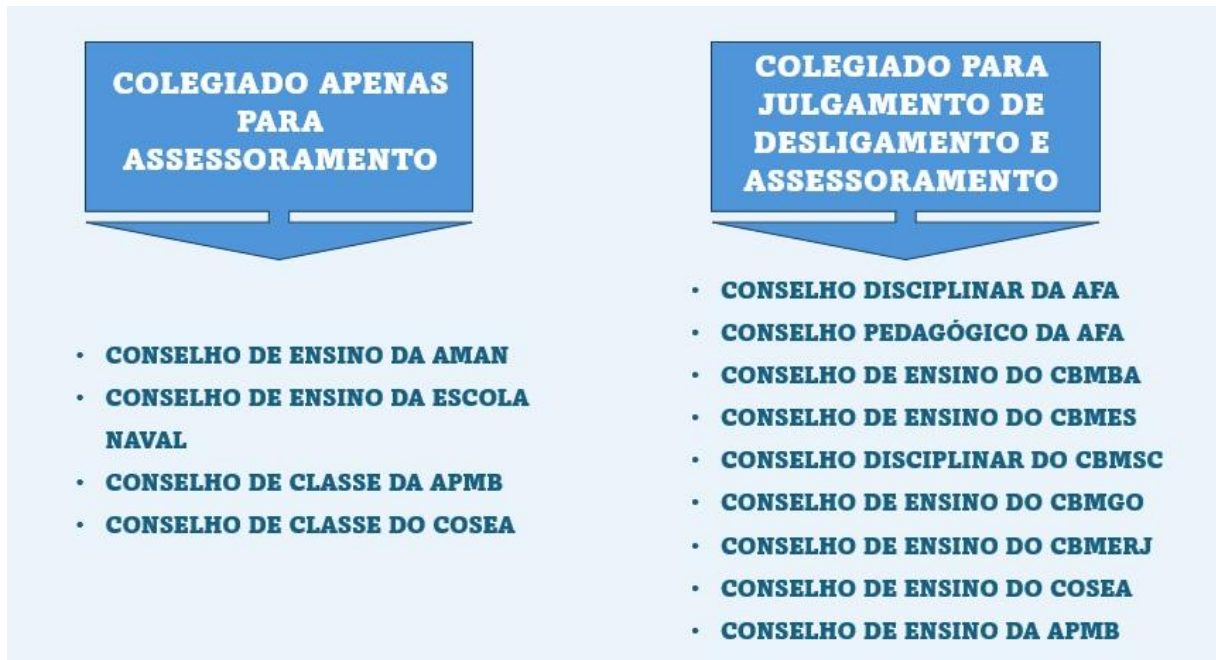 COLEGIADO APENAS
PARA
ASSESSORAMENTO
• CONSELHO DE ENSINO DA AMAN
• CONSELHO DE ENSINO DA ESCOLA
NAVAL
• CONSELHO DE CLASSE DA APMB
• CONSELHO DE CLASSE DO COSEA
COLEGIADO PARA
JULGAMENTO DE
DESLIGAMENTO E
ASSESSORAMENTO
• CONSELHO DISCIPLINAR DA AFA
• CONSELHO PEDAGÓGICO DA AFA
• CONSELHO DE ENSINO DO CBMBA
• CONSELHO DE ENSINO DO CBMES
• CONSELHO DISCIPLINAR DO CBMSC
• CONSELHO DE ENSINO DO CBMGO
• CONSELHO DE ENSINO DO CBMERJ
• CONSELHO DE ENSINO DO COSEA
• CONSELHO DE ENSINO DA APMB